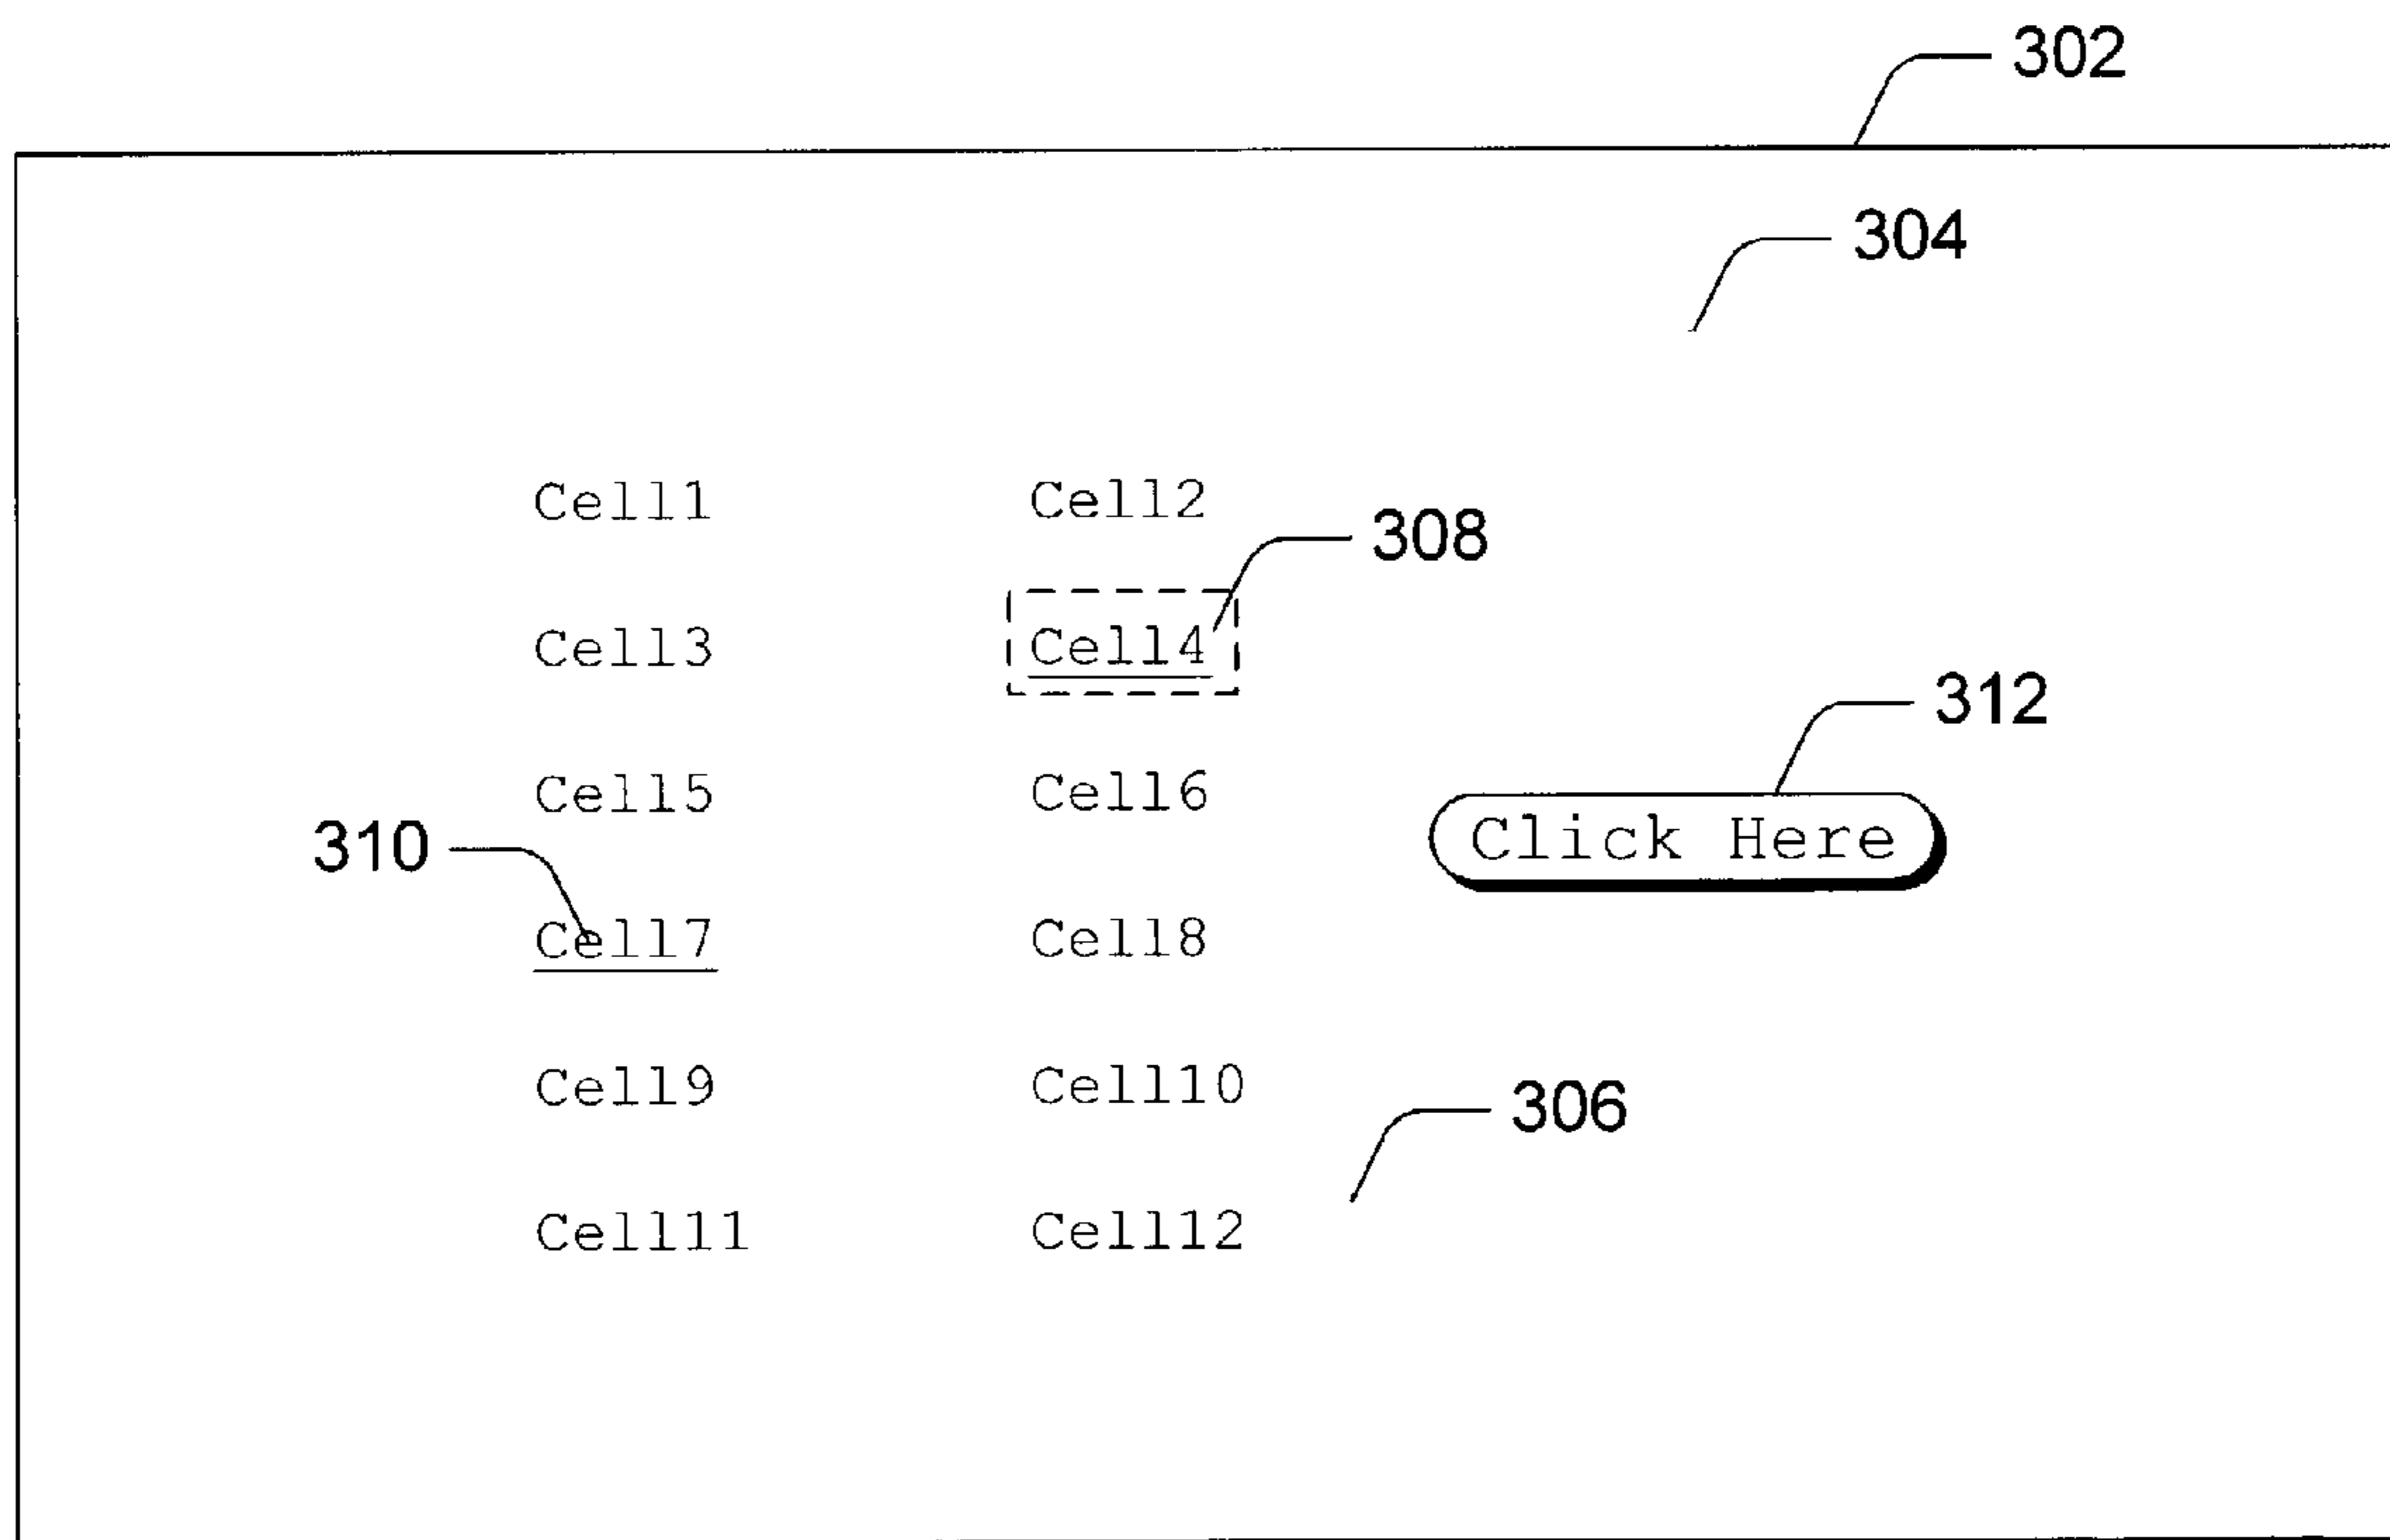 302
304
Cell1 Cell2
308
Cell3 Cell4
312
Cell5 Cell6
310 Click Here
Cell7 Cell8
Cell9 Cell10
306
Cell11 Cell12